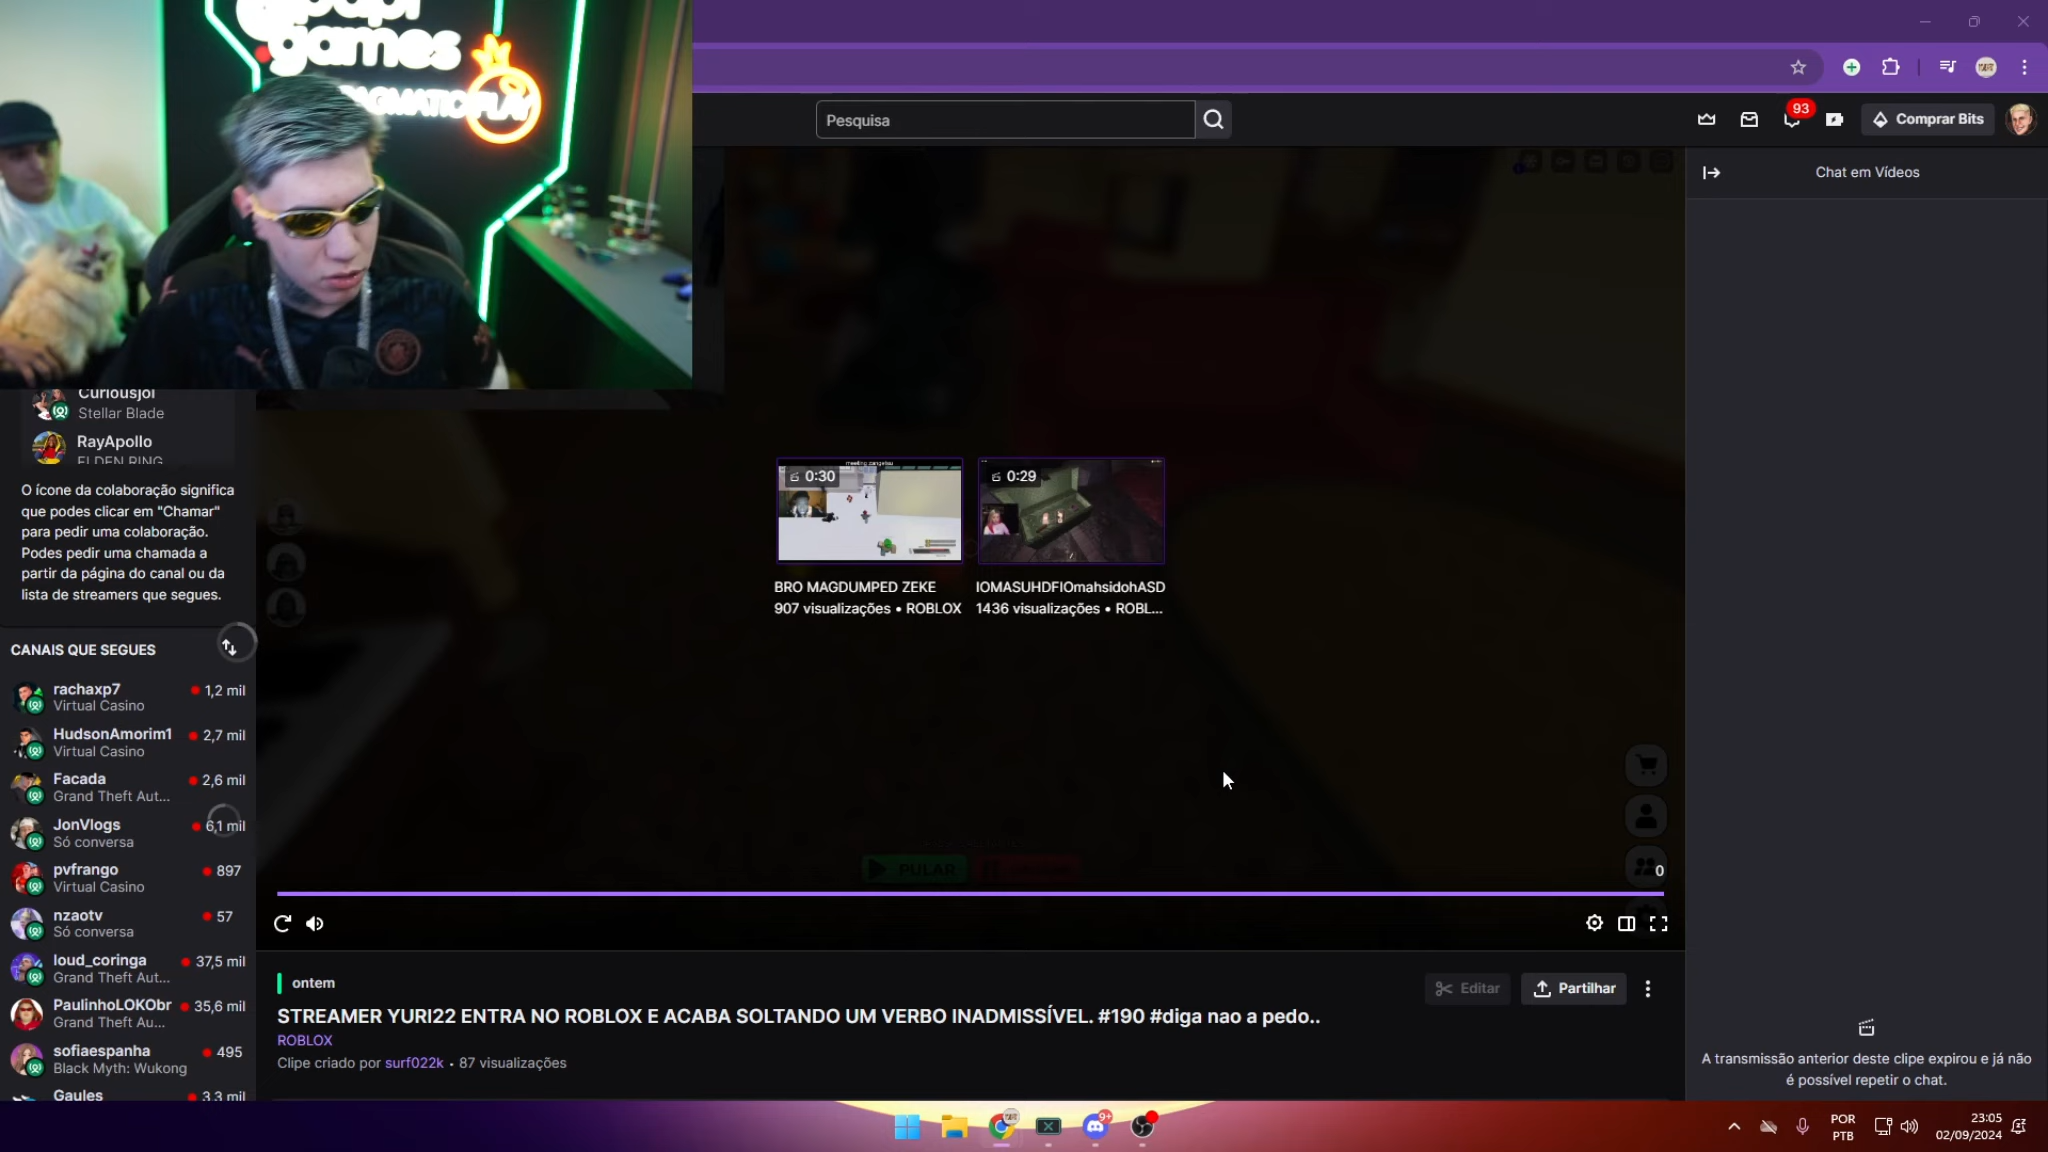 games
Pesquisa
93
Comprar Bits
Chat em Vídeos
CuriousJoi
Stellar Blade
RayApollo
ELDEN RING
O ícone da colaboração significa
que podes clicar em "Chamar"
para pedir uma colaboração.
Podes pedir uma chamada a
partir da página do canal ou da
lista de streamers que segues.
CANAIS QUE SEGUES
rachaxp7
1,2 mil
Virtual Casino
HudsonAmorim1
2,7 mil
Virtual Casino
Facada
2,6 mil
Grand Theft Aut...
JonVlogs
6,1 mil
Só conversa
pvfrango
897
Virtual Casino
nzaotv
57
Só conversa
loud_coringa
37,5 mil
Grand Theft Aut...
PaulinhoLOKObr
35,6 mil
Grand Theft Au...
sofiaespanha
495
Black Myth: Wukong
Gaules
3,3 mil
0:30
0:29
BRO MAGDUMPED ZEKE
907 visualizações • ROBLOX
IOMASUHDFIOmahsidohASD
1436 visualizações • ROBL...
PULAR
0
ontem
Editar
Partilhar
STREAMER YURI22 ENTRA NO ROBLOX E ACABA SOLTANDO UM VERBO INADMISSÍVEL. #190 #diga nao a pedo..
ROBLOX
Clipe criado por surf022k • 87 visualizações
A transmissão anterior deste clipe expirou e já não
é possível repetir o chat.
9+
POR
PTB
23:05
02/09/2024